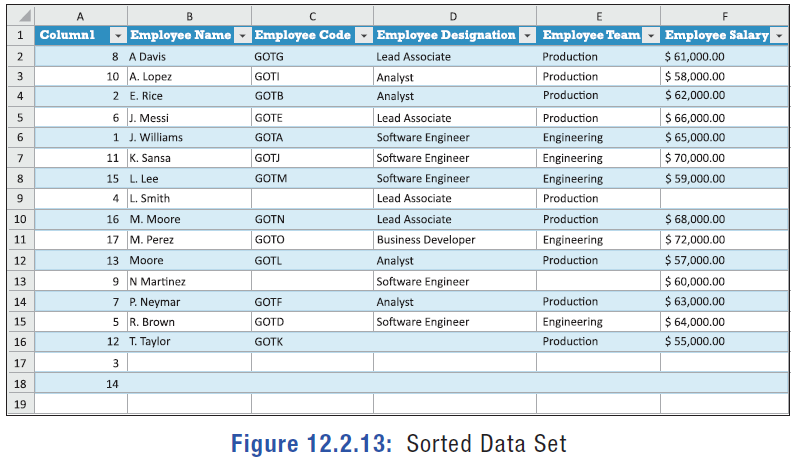 A B C D E F
1 Column1 Employee Name Employee Code Employee Designation Employee Team Employee Salary
2 8 A Davis GOTG Lead Associate Production $ 61,000.00
3 10 A. Lopez GOTI Analyst Production $ 58,000.00
4 2 E. Rice GOTB Analyst Production $ 62,000.00
5 6 J. Messi GOTE Lead Associate Production $ 66,000.00
6 1 J. Williams GOTA Software Engineer Engineering $ 65,000.00
7 11 K. Sansa GOTJ Software Engineer Engineering $ 70,000.00
8 15 L. Lee GOTM Software Engineer Engineering $ 59,000.00
9 4 L. Smith Lead Associate Production
10 16 M. Moore GOTN Lead Associate Production $ 68,000.00
11 17 M. Perez GOTO Business Developer Engineering $ 72,000.00
12 13 Moore GOTL Analyst Production $ 57,000.00
13 9 N Martinez Software Engineer $ 60,000.00
14 7 P. Neymar GOTF Analyst Production $ 63,000.00
15 5 R. Brown GOTD Software Engineer Engineering $ 64,000.00
16 12 T. Taylor GOTK Production $ 55,000.00
17 3
18 14
19
Figure 12.2.13: Sorted Data Set